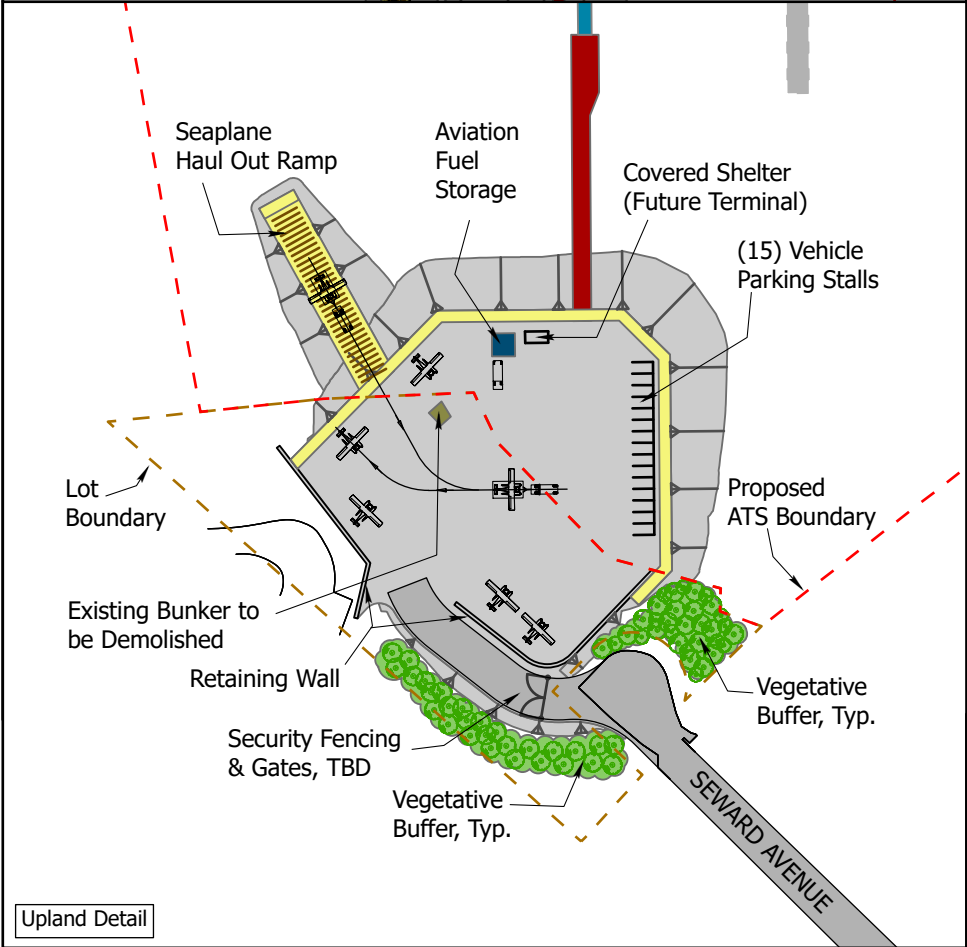 Seaplane
Haul Out Ramp
Aviation
Fuel
Storage
Covered Shelter
(Future Terminal)
(15) Vehicle
Parking Stalls
Lot
Boundary
Proposed
ATS Boundary
Existing Bunker to
be Demolished
Retaining Wall
Vegetative
Buffer, Typ.
Security Fencing
& Gates, TBD
Vegetative
Buffer, Typ.
SEWARD AVENUE
Upland Detail